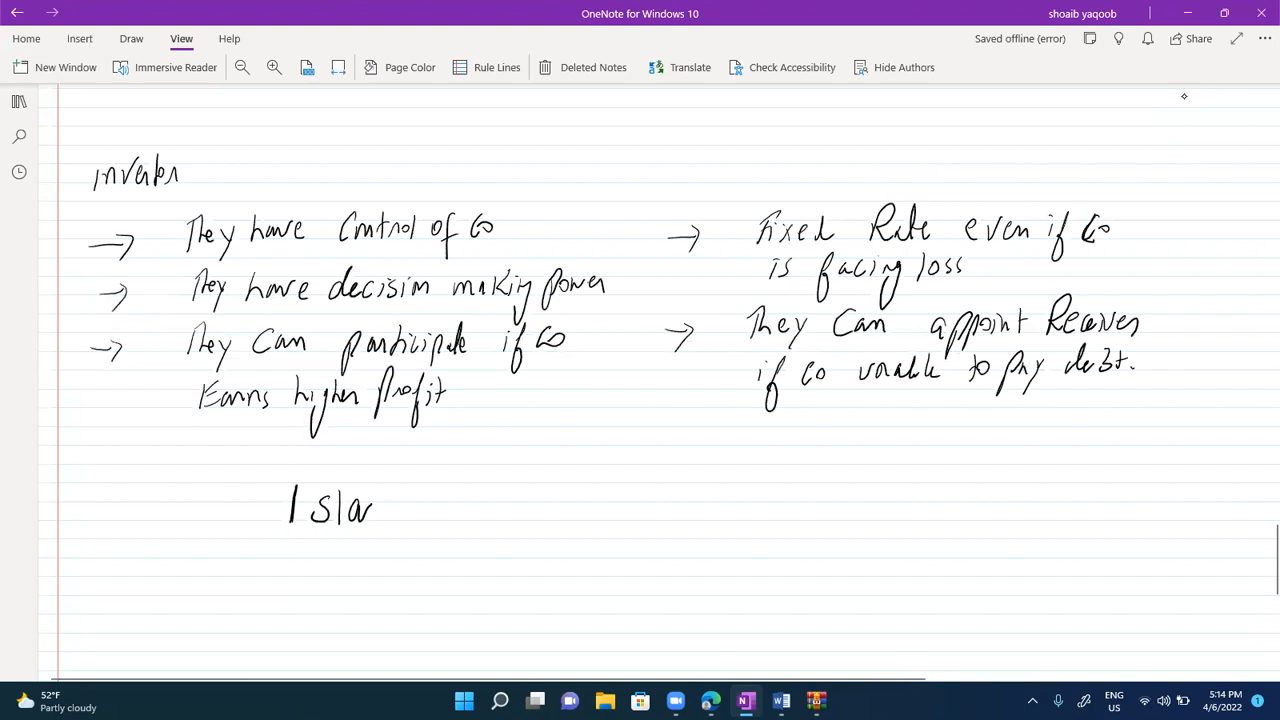 OneNote for Windows 10
shoaib yaqoob
Home Insert Draw View Help
Saved offline (error) Share
New Window Immersive Reader Page Color Rule Lines Deleted Notes Translate Check Accessibility Hide Authors
They have Control of Co
They have decision making power
They Can participate if Co
Earns higher Profit
Fixed Rate even if Co
is facing loss
They Can appoint Receiver
if Co unable to pay debt.
Isla
52°F
Partly cloudy
ENG
US
5:14 PM
4/6/2022